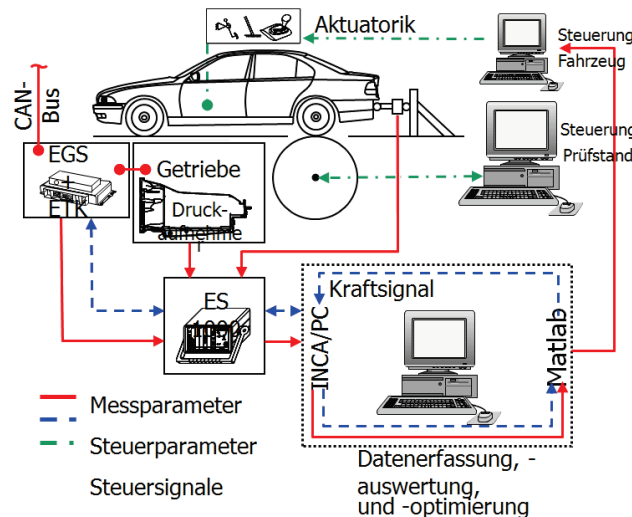 Aktuatorik
Steuerung
Fahrzeug
CAN-
Bus
Steuerung
Prüfstand
EGS
+
ETK
Getriebe
Druck-
aufnehme
r
ES
1000
Kraftsignal
INCA/PC
Matlab
Messparameter
Steuerparameter
Steuersignale
Datenerfassung, -
auswertung,
und -optimierung